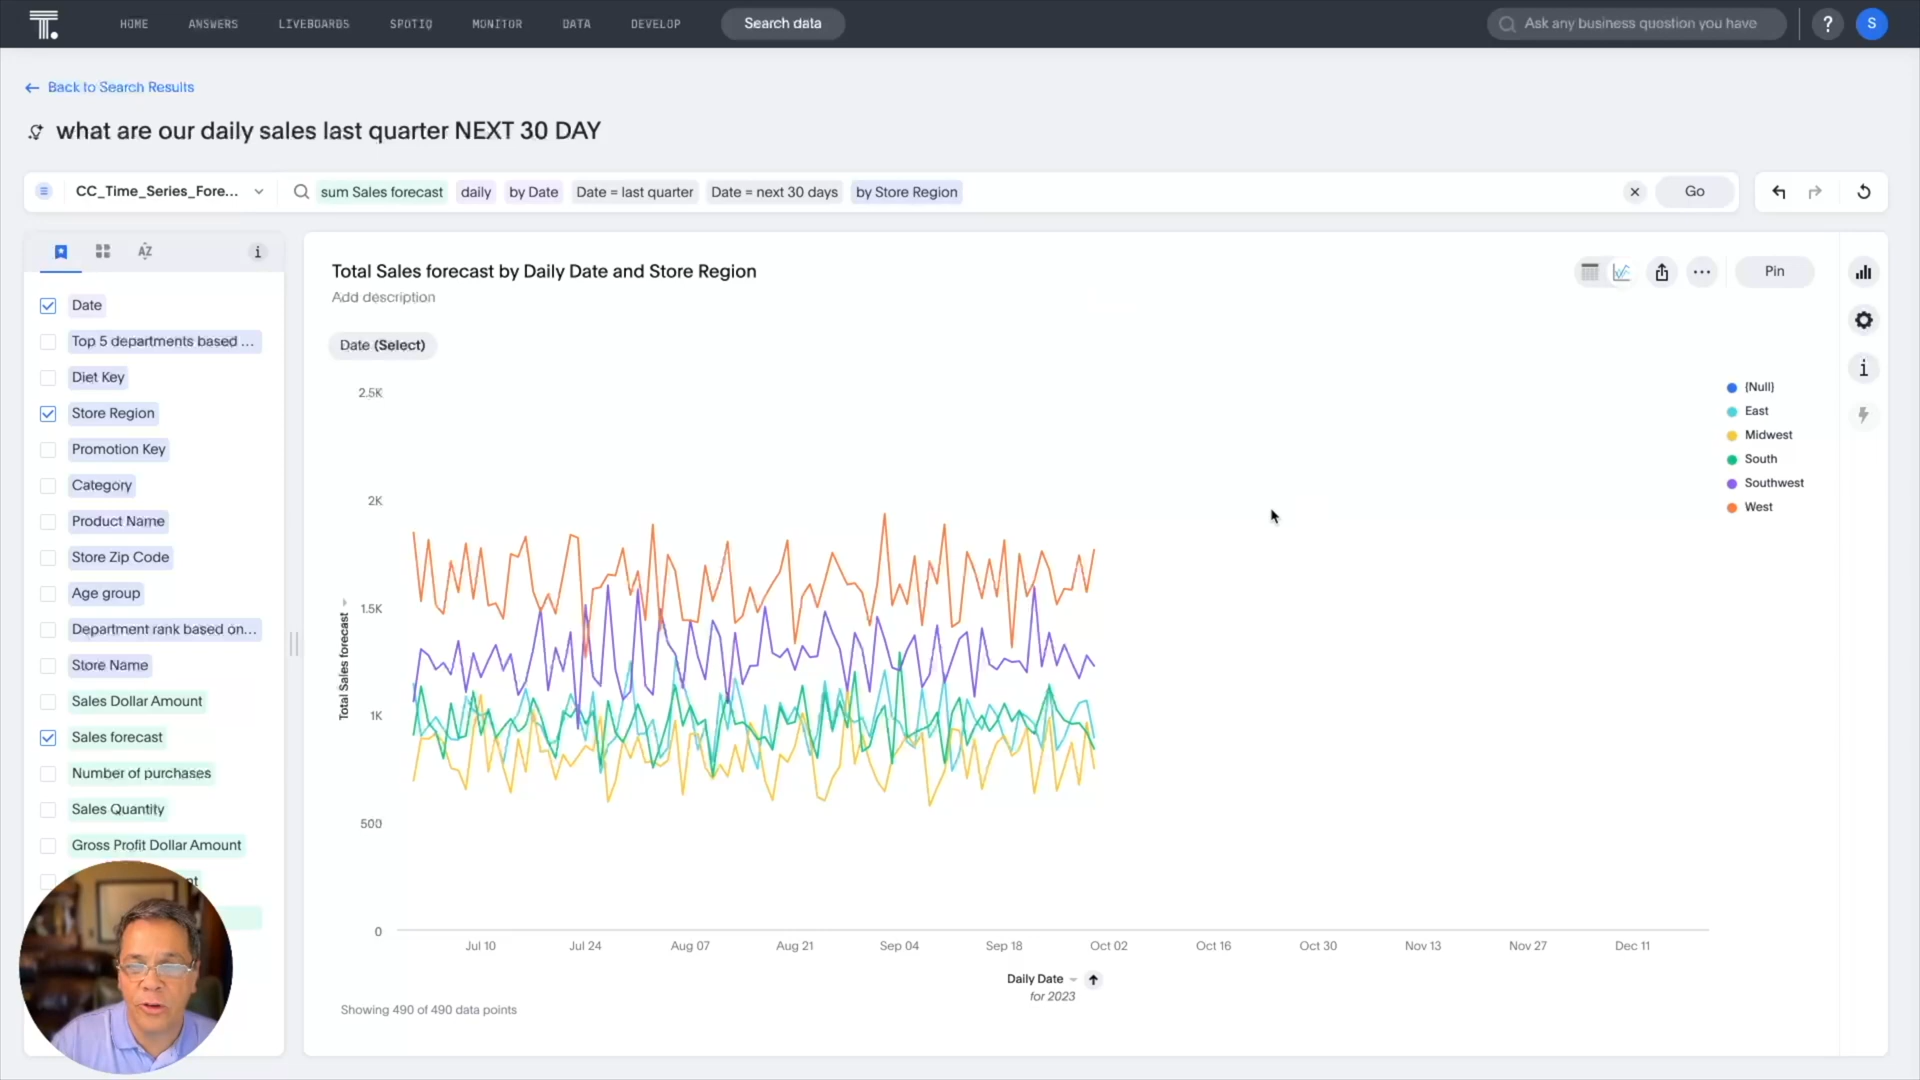 T.
HOME
ANSWERS
LIVEBOARDS
SPOTIQ
MONITOR
DATA
DEVELOP
Search data
Ask any business question you have
?
S
Back to Search Results
what are our daily sales last quarter NEXT 30 DAY
CC_Time_Series_Fore...
sum Sales forecast
daily
by Date
Date = last quarter
Date = next 30 days
by Store Region
Go
AZ
i
Date
Top 5 departments based ...
Diet Key
Store Region
Promotion Key
Category
Product Name
Store Zip Code
Age group
Department rank based on...
Store Name
Sales Dollar Amount
Sales forecast
Number of purchases
Sales Quantity
Gross Profit Dollar Amount
Total Sales forecast by Daily Date and Store Region
Add description
Pin
Date (Select)
2.5K
2K
1.5K
1K
500
0
Total Sales forecast
Jul 10
Jul 24
Aug 07
Aug 21
Sep 04
Sep 18
Oct 02
Oct 16
Oct 30
Nov 13
Nov 27
Dec 11
Daily Date
for 2023
Showing 490 of 490 data points
{Null}
East
Midwest
South
Southwest
West
i